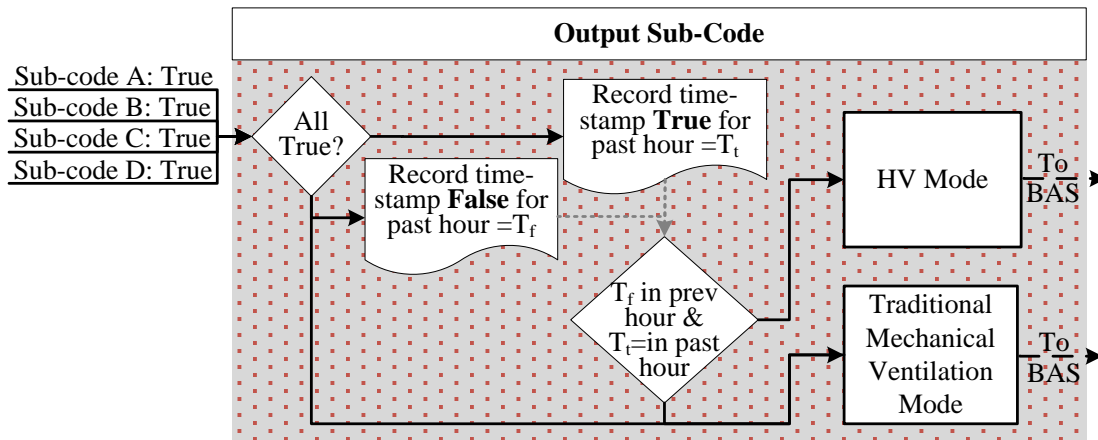 Output Sub-Code
Sub-code A: True
Sub-code B: True
Sub-code C: True
Sub-code D: True
All
True?
Record time-
stamp True for
past hour =Tt
Record time-
stamp False for
past hour =Tf
Tf in prev
hour &
Tt=in past
hour
HV Mode
To
BAS
Traditional
Mechanical
Ventilation
Mode
To
BAS